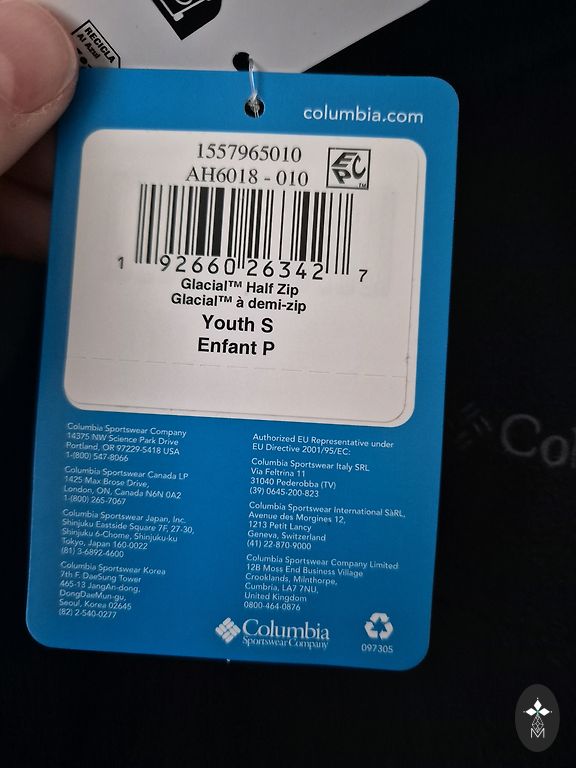 RECICLA
Al Azul
columbia.com
1557965010
AH6018 - 010
EPC™
1 92660 26342 7
Glacial™ Half Zip
Glacial™ à demi-zip
Youth S
Enfant P
Columbia Sportswear Company
14375 NW Science Park Drive
Portland, OR 97229-5418 USA
1-(800) 547-8066
Columbia Sportswear Canada LP
1425 Max Brose Drive,
London, ON, Canada N6N 0A2
1-(800) 265-7067
Columbia Sportswear Japan, Inc.
Shinjuku Eastside Square 7F, 27-30,
Shinjuku 6-Chome, Shinjuku-ku
Tokyo, Japan 160-0022
(81) 3-6892-4600
Columbia Sportswear Korea
7th F. DaeSung Tower
465-13 JangAn-dong,
DongDaeMun-gu,
Seoul, Korea 02645
(82) 2-540-0277
Authorized EU Representative under
EU Directive 2001/95/EC:
Columbia Sportswear Italy SRL
Via Feltrina 11
31040 Pederobba (TV)
(39) 0645-200-823
Columbia Sportswear International SàRL,
Avenue des Morgines 12,
1213 Petit Lancy
Geneva, Switzerland
(41) 22-870-9000
Columbia Sportswear Company Limited
12B Moss End Business Village
Crooklands, Milnthorpe,
Cumbria, LA7 7NU,
United Kingdom
0800-464-0876
Columbia
Sportswear Company
097305
Col
M